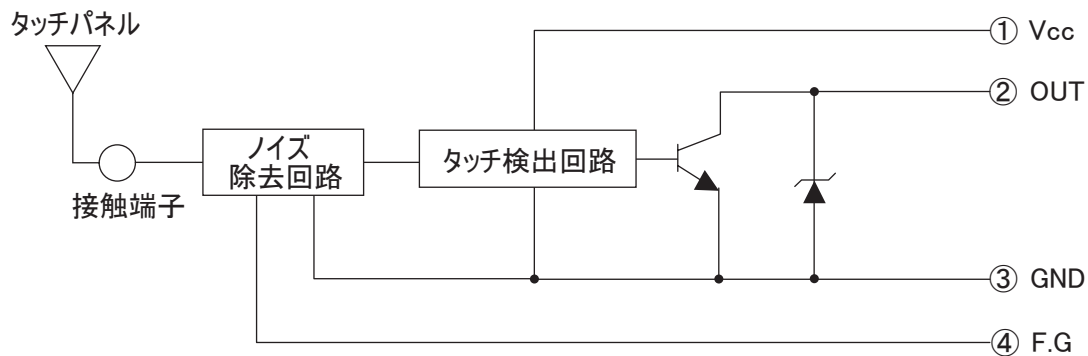 タッチパネル
① Vcc
② OUT
ノイズ
除去回路
タッチ検出回路
接触端子
③ GND
④ F.G